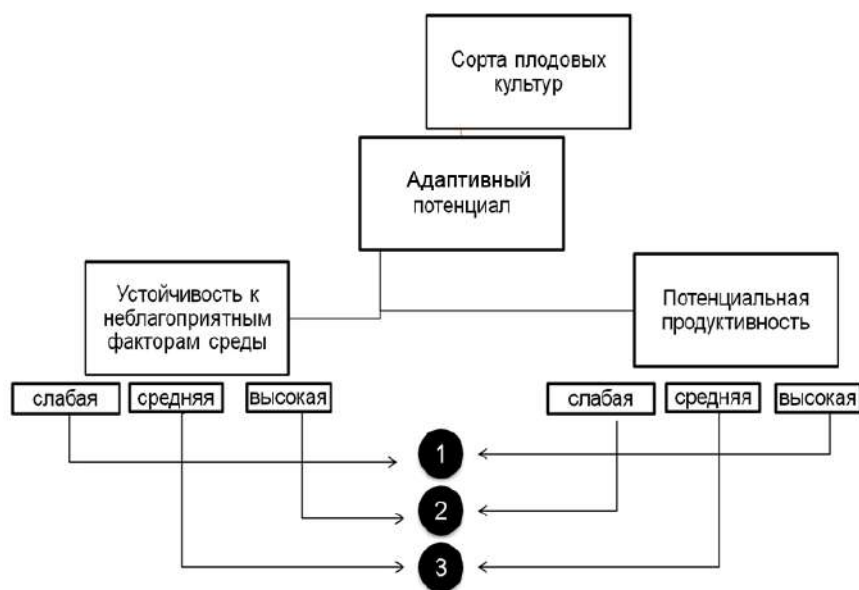 Сорта плодовых
культур
Адаптивный
потенциал
Устойчивость к
неблагоприятным
факторам среды
Потенциальная
продуктивность
слабая
средняя
высокая
слабая
средняя
высокая
1
2
3